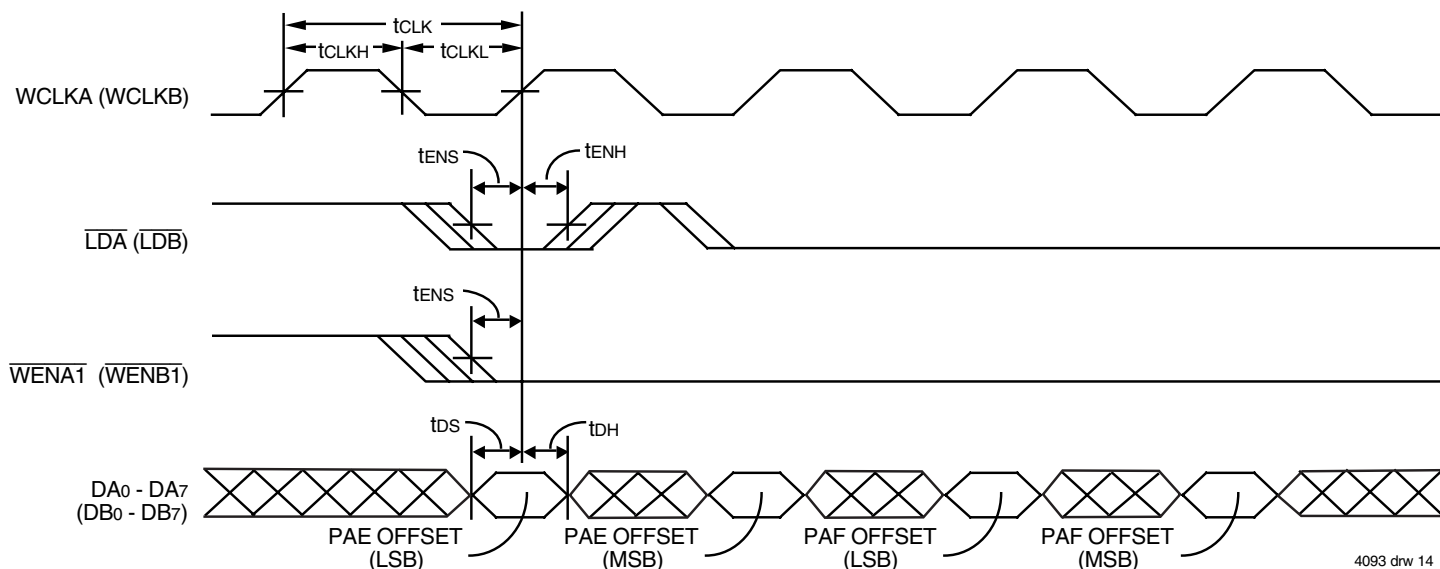 tCLK
tCLKH
tCLKL
WCLKA (WCLKB)
tENS
tENH
LDA (LDB)
tENS
WENA1 (WENB1)
tDS
tDH
DA0 - DA7
(DB0 - DB7)
PAE OFFSET
(LSB)
PAE OFFSET
(MSB)
PAF OFFSET
(LSB)
PAF OFFSET
(MSB)
4093 drw 14